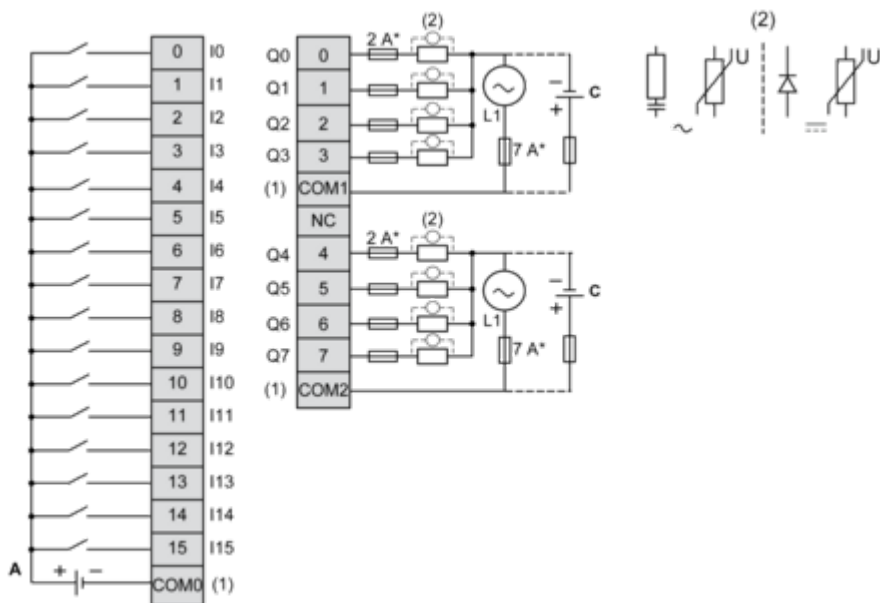 0 I0
1 I1
2 I2
3 I3
4 I4
5 I5
6 I6
7 I7
8 I8
9 I9
10 I10
11 I11
12 I12
13 I13
14 I14
15 I15
A + − COM0 (1)
(2)
Q0 0 2 A*
Q1 1
Q2 2
Q3 3
(1) COM1
L1
7 A*
− + C
NC
(2)
Q4 4 2 A*
Q5 5
Q6 6
Q7 7
(1) COM2
L1
7 A*
− + C
(2)
U U